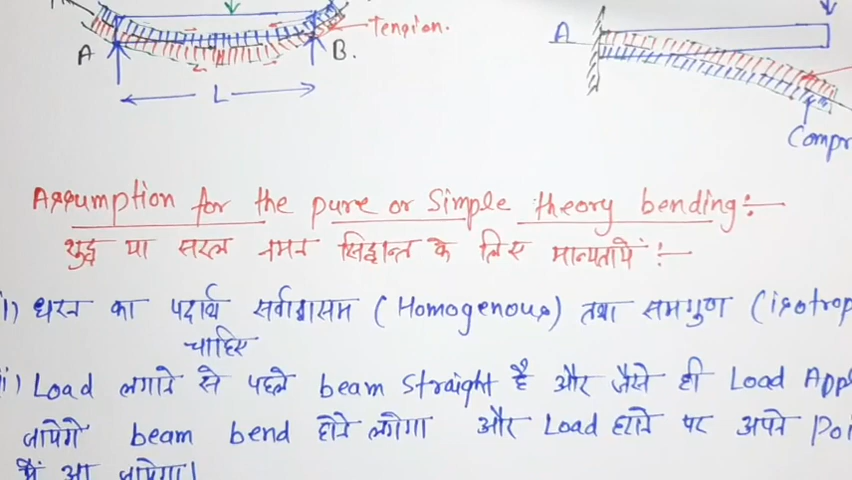 Tension.
A
B.
L
A
Compr
Assumption for the pure or Simple theory bending:-
शुद्ध या सरल नमन सिद्धान्त के लिए मान्यतायें :-
i) धरन का पदार्थ सर्वांगसम (Homogenous) तथा समगुण (isotrop
चाहिए
ii) Load लगाने से पहले beam straight है और जैसे ही Load App
जायेगे beam bend होने लगेगा और Load हटाने पर अपने Poi
में आ जायेगा।